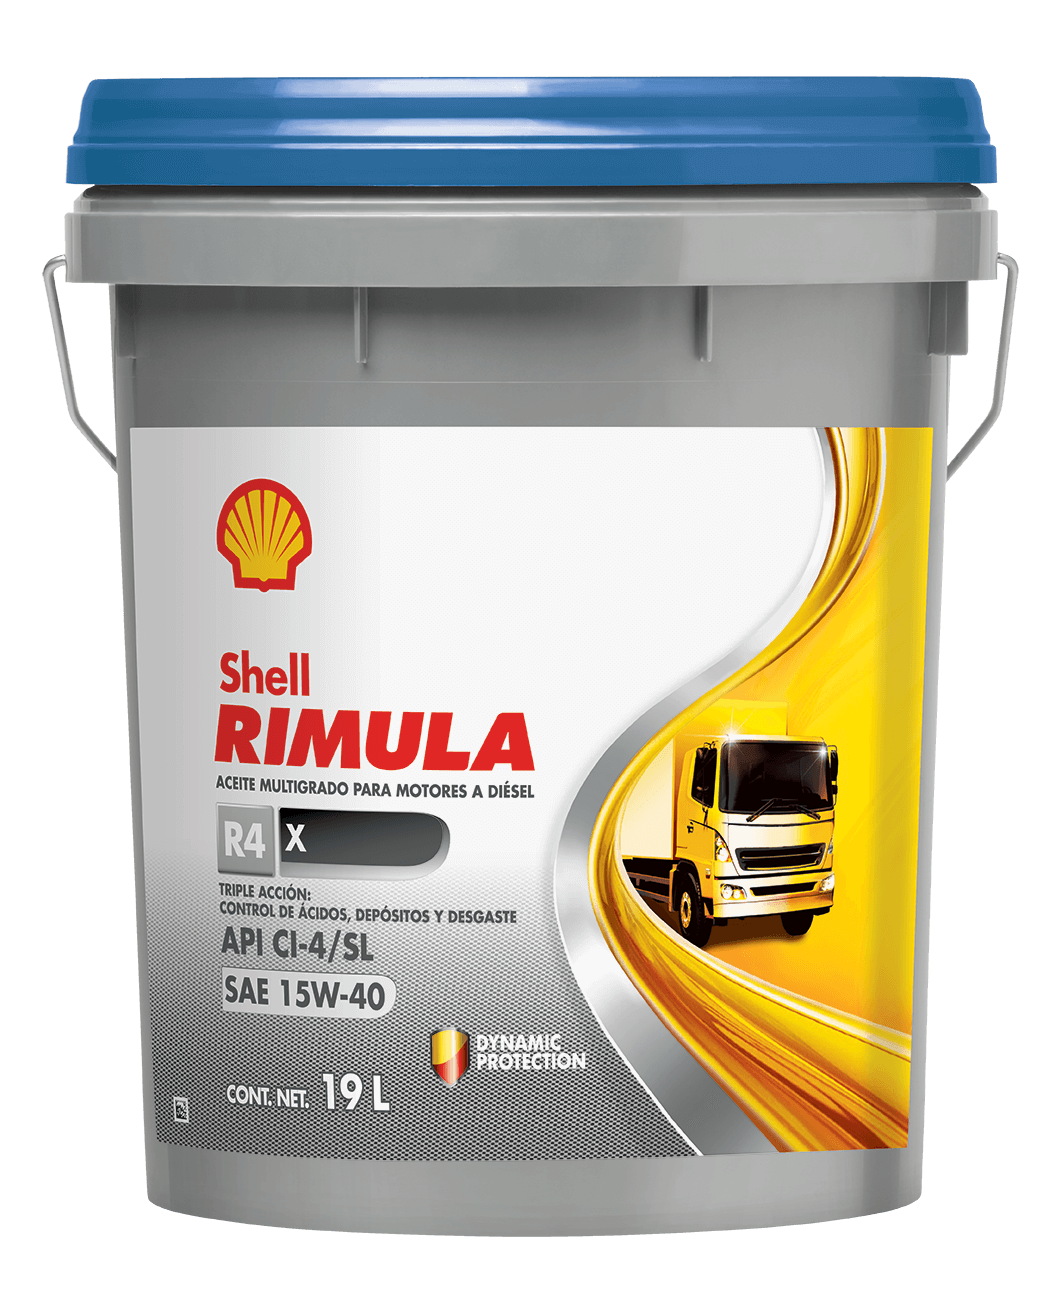 Shell
RIMULA
ACEITE MULTIGRADO PARA MOTORES A DIÉSEL
R4 X
TRIPLE ACCIÓN:
CONTROL DE ÁCIDOS, DEPÓSITOS Y DESGASTE
API CI-4/SL
SAE 15W-40
DYNAMIC
PROTECTION
CONT. NET. 19 L